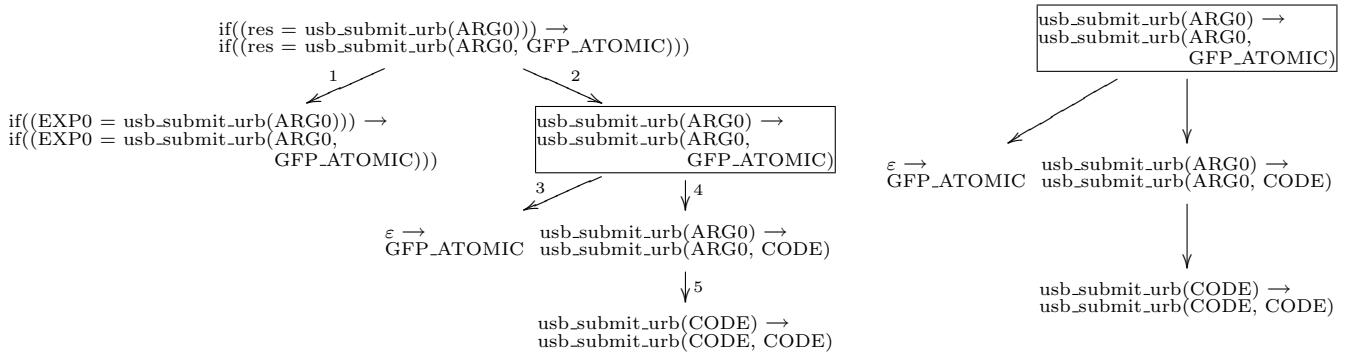 if((res = usb_submit_urb(ARG0))) →
if((res = usb_submit_urb(ARG0, GFP_ATOMIC)))
1
2
if((EXP0 = usb_submit_urb(ARG0))) →
if((EXP0 = usb_submit_urb(ARG0,
GFP_ATOMIC)))
usb_submit_urb(ARG0) →
usb_submit_urb(ARG0,
GFP_ATOMIC)
3
4
ε →
GFP_ATOMIC
usb_submit_urb(ARG0) →
usb_submit_urb(ARG0, CODE)
5
usb_submit_urb(CODE) →
usb_submit_urb(CODE, CODE)
usb_submit_urb(ARG0) →
usb_submit_urb(ARG0,
GFP_ATOMIC)
ε →
GFP_ATOMIC
usb_submit_urb(ARG0) →
usb_submit_urb(ARG0, CODE)
usb_submit_urb(CODE) →
usb_submit_urb(CODE, CODE)